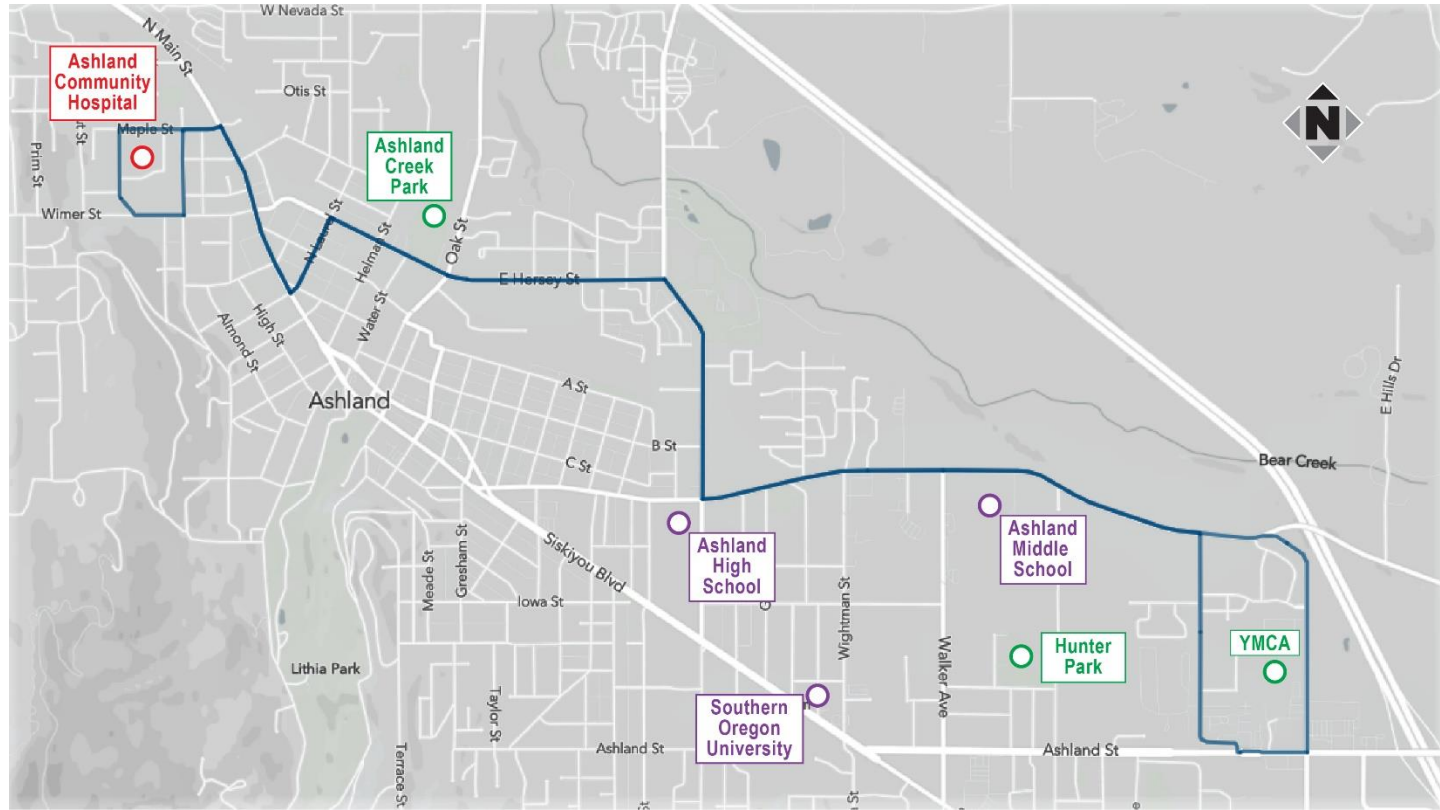 W Nevada St
N Main St
Ashland
Community
Hospital
Otis St
N
Maple St
Prim St
Ashland
Creek
Park
Wimer St
N Laurel St
Helman St
Oak St
E Hersey St
High St
Water St
Almond St
A St
E Hills Dr
Ashland
B St
C St
Bear Creek
Siskiyou Blvd
Ashland
High
School
Ashland
Middle
School
Meade St
Gresham St
Iowa St
Wightman St
Walker Ave
Hunter
Park
YMCA
Lithia Park
Taylor St
Southern
Oregon
University
Terrace St
Ashland St
Ashland St